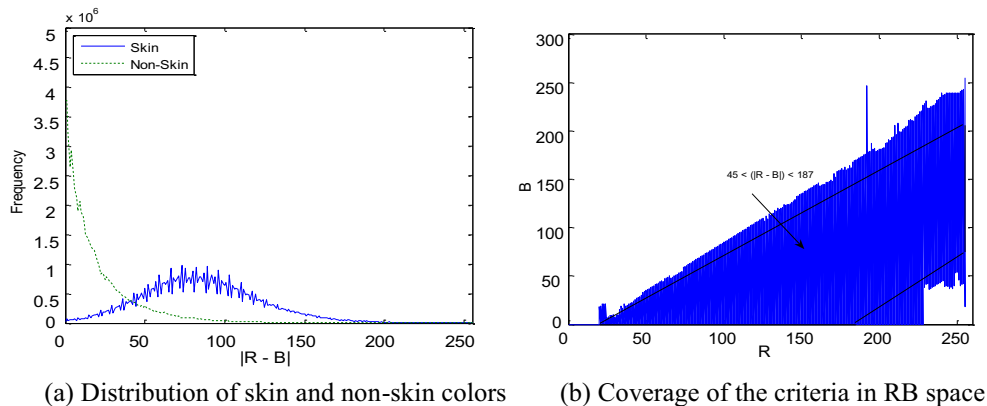 x 10^6
5
4.5
4
3.5
3
2.5
2
1.5
1
0.5
0
Frequency
Skin
Non-Skin
0 50 100 150 200 250
|R - B|
(a) Distribution of skin and non-skin colors
300
250
200
150
100
50
0
B
45 < (|R - B|) < 187
0 50 100 150 200 250
R
(b) Coverage of the criteria in RB space